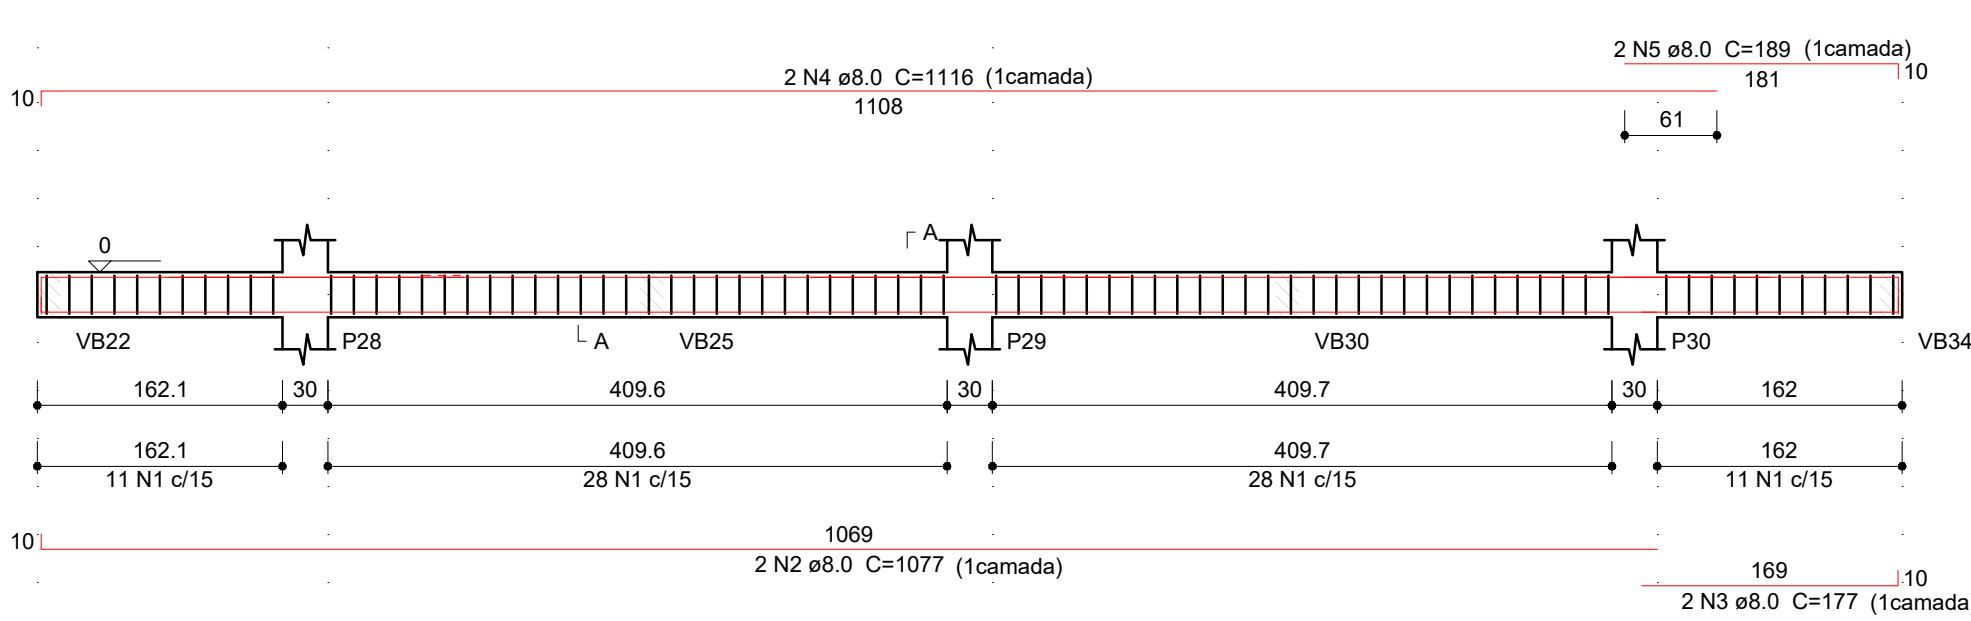 2 N5 ø8.0 C=189 (1camada)
181
10
2 N4 ø8.0 C=1116 (1camada)
10
1108
61
A
0
VB22
P28
A
VB25
P29
VB30
P30
VB34
162.1
30
409.6
30
409.7
30
162
162.1
409.6
409.7
162
11 N1 c/15
28 N1 c/15
28 N1 c/15
11 N1 c/15
1069
10
2 N2 ø8.0 C=1077 (1camada)
169
10
2 N3 ø8.0 C=177 (1camada